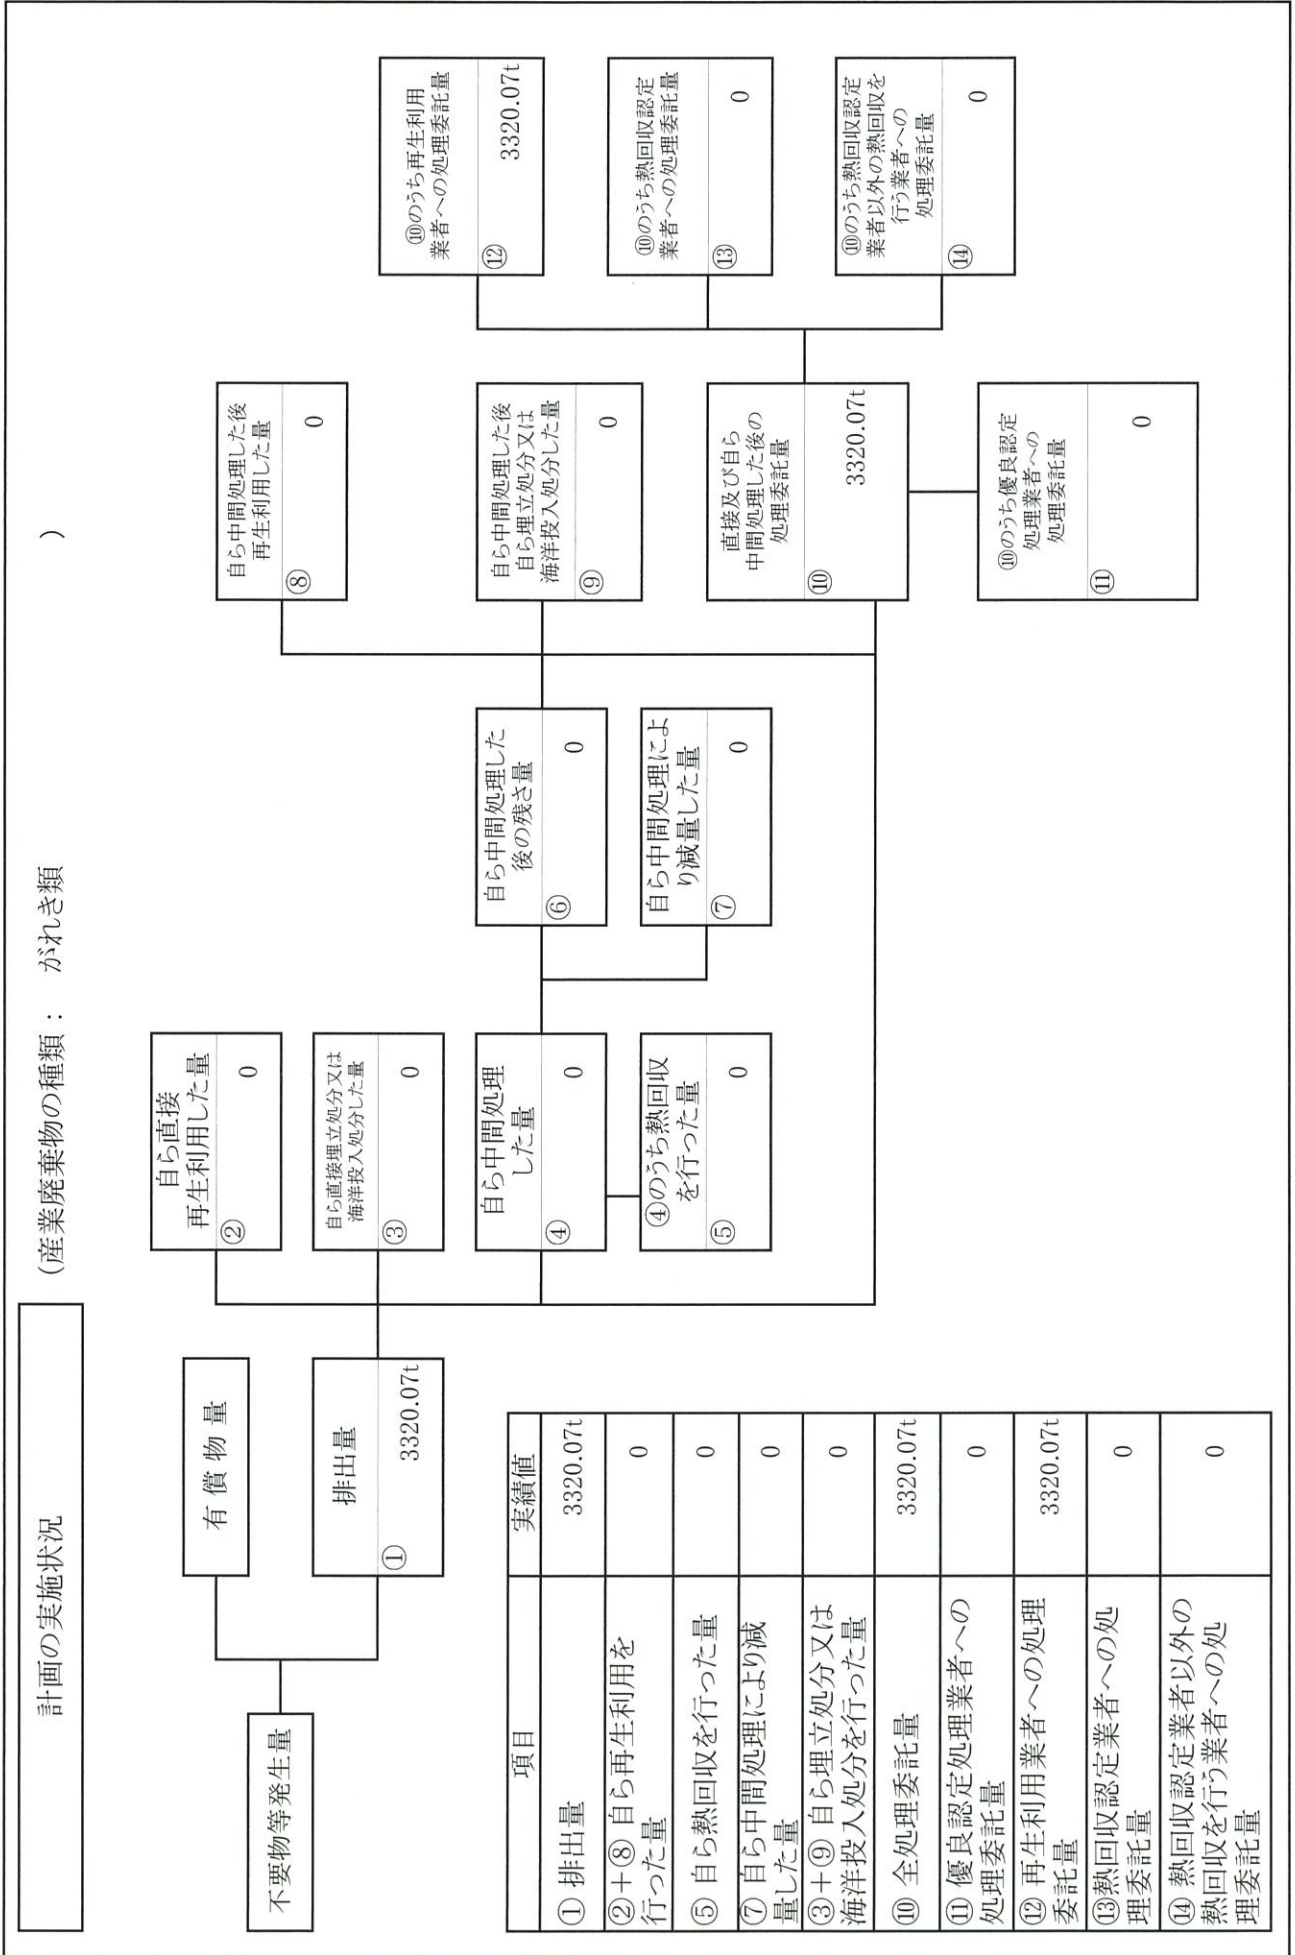 計画の実施状況
(産業廃棄物の種類： がれき類 )
不要物等発生量
有償物量
排出量
①
3320.07t
自ら直接
再生利用した量
②
0
自ら直接埋立処分又は
海洋投入処分した量
③
0
自ら中間処理
した量
④
0
④のうち熱回収
を行った量
⑤
0
自ら中間処理した
後の残さ量
⑥
0
自ら中間処理によ
り減量した量
⑦
0
自ら中間処理した後
再生利用した量
⑧
0
自ら中間処理した後
自ら埋立処分又は
海洋投入処分した量
⑨
0
直接及び自ら
中間処理した後の
処理委託量
⑩
3320.07t
⑩のうち優良認定
処理業者への
処理委託量
⑪
0
⑩のうち再生利用
業者への処理委託量
⑫
3320.07t
⑩のうち熱回収認定
業者への処理委託量
⑬
0
⑩のうち熱回収認定
業者以外の熱回収を
行う業者への
処理委託量
⑭
0
項目 実績値
① 排出量 3320.07t
②+⑧ 自ら再生利用を
行った量 0
⑤ 自ら熱回収を行った量 0
⑦ 自ら中間処理により減
量した量 0
③+⑨ 自ら埋立処分又は
海洋投入処分を行った量 0
⑩ 全処理委託量 3320.07t
⑪ 優良認定処理業者への
処理委託量 0
⑫ 再生利用業者への処理
委託量 3320.07t
⑬熱回収認定業者への処
理委託量 0
⑭ 熱回収認定業者以外の
熱回収を行う業者への処
理委託量 0